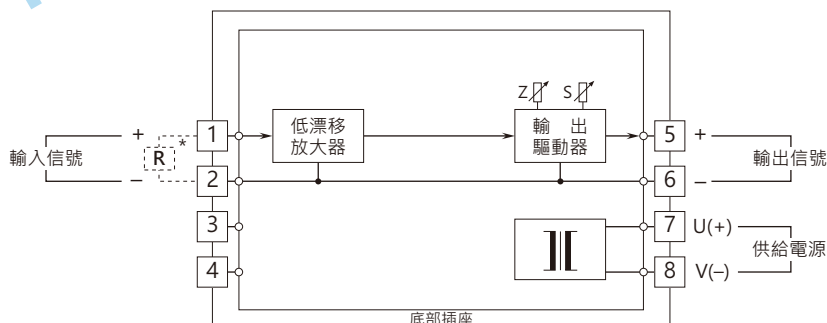 輸入信號
+
–
R
*
1
2
3
4
低漂移
放大器
Z
S
輸 出
驅動器
5
6
7
8
+
–
輸出信號
U(+)
V(–)
供給電源
底部插座